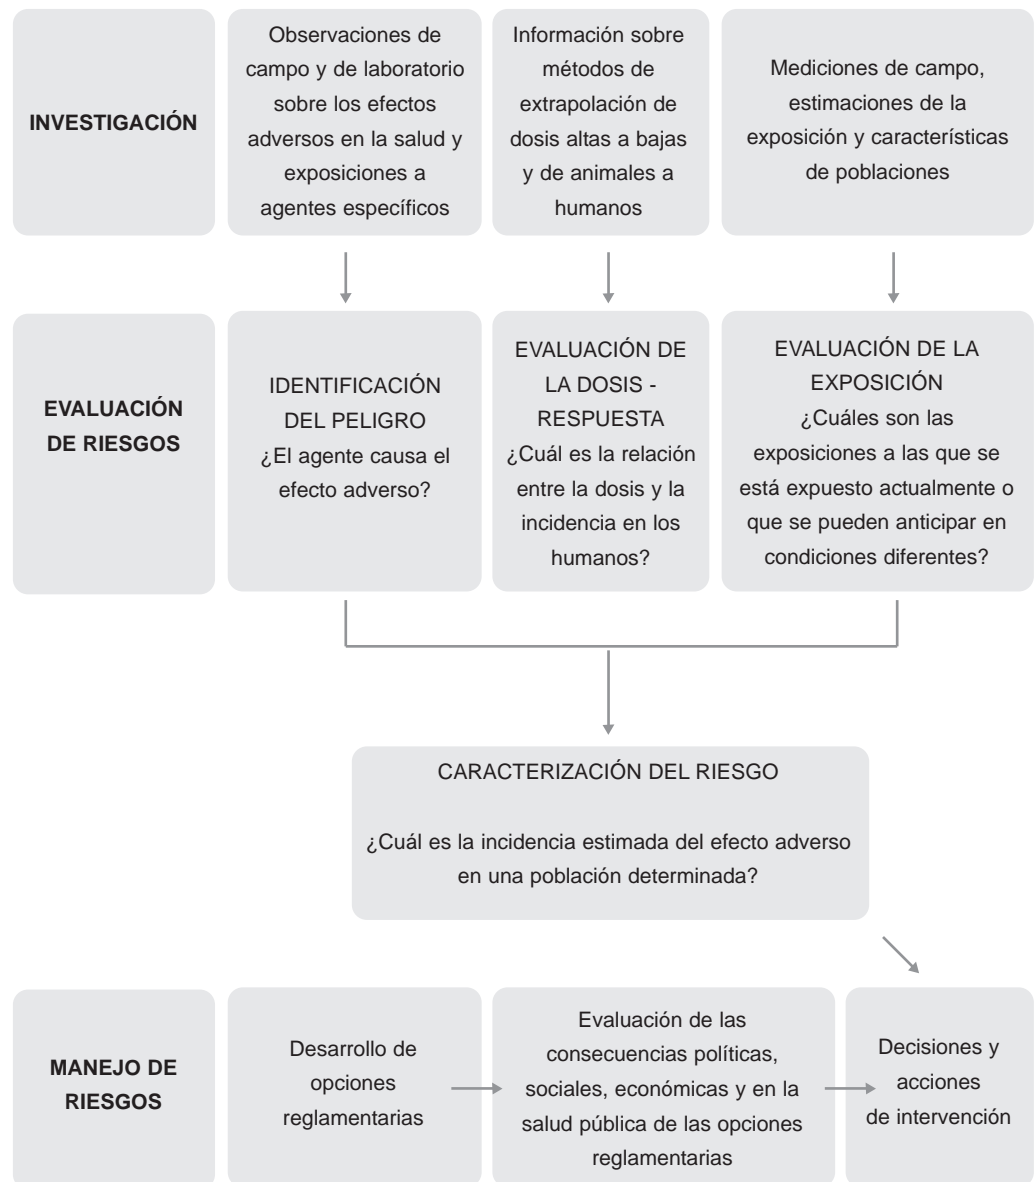 INVESTIGACIÓN
Observaciones de
campo y de laboratorio
sobre los efectos
adversos en la salud y
exposiciones a
agentes específicos
Información sobre
métodos de
extrapolación de
dosis altas a bajas
y de animales a
humanos
Mediciones de campo,
estimaciones de la
exposición y características
de poblaciones
EVALUACIÓN
DE RIESGOS
IDENTIFICACIÓN
DEL PELIGRO
¿El agente causa el
efecto adverso?
EVALUACIÓN DE
LA DOSIS -
RESPUESTA
¿Cuál es la relación
entre la dosis y la
incidencia en los
humanos?
EVALUACIÓN DE LA
EXPOSICIÓN
¿Cuáles son las
exposiciones a las que se
está expuesto actualmente o
que se pueden anticipar en
condiciones diferentes?
CARACTERIZACIÓN DEL RIESGO
¿Cuál es la incidencia estimada del efecto adverso
en una población determinada?
MANEJO DE
RIESGOS
Desarrollo de
opciones
reglamentarias
Evaluación de las
consecuencias políticas,
sociales, económicas y en la
salud pública de las opciones
reglamentarias
Decisiones y
acciones
de intervención